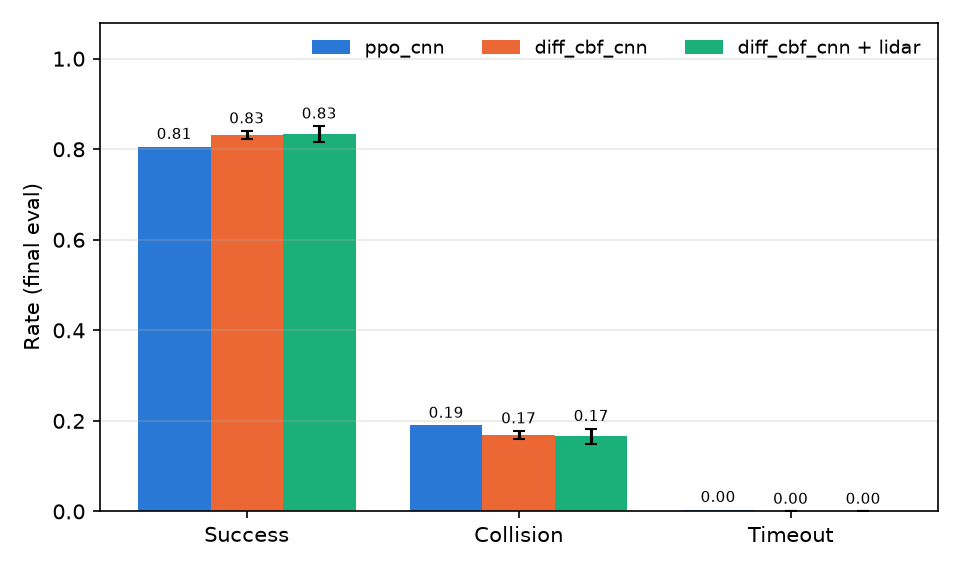 ppo_cnn diff_cbf_cnn diff_cbf_cnn + lidar
Rate (final eval)
1.0
0.8
0.6
0.4
0.2
0.0
0.81 0.83 0.83
0.19 0.17 0.17
0.00 0.00 0.00
Success Collision Timeout